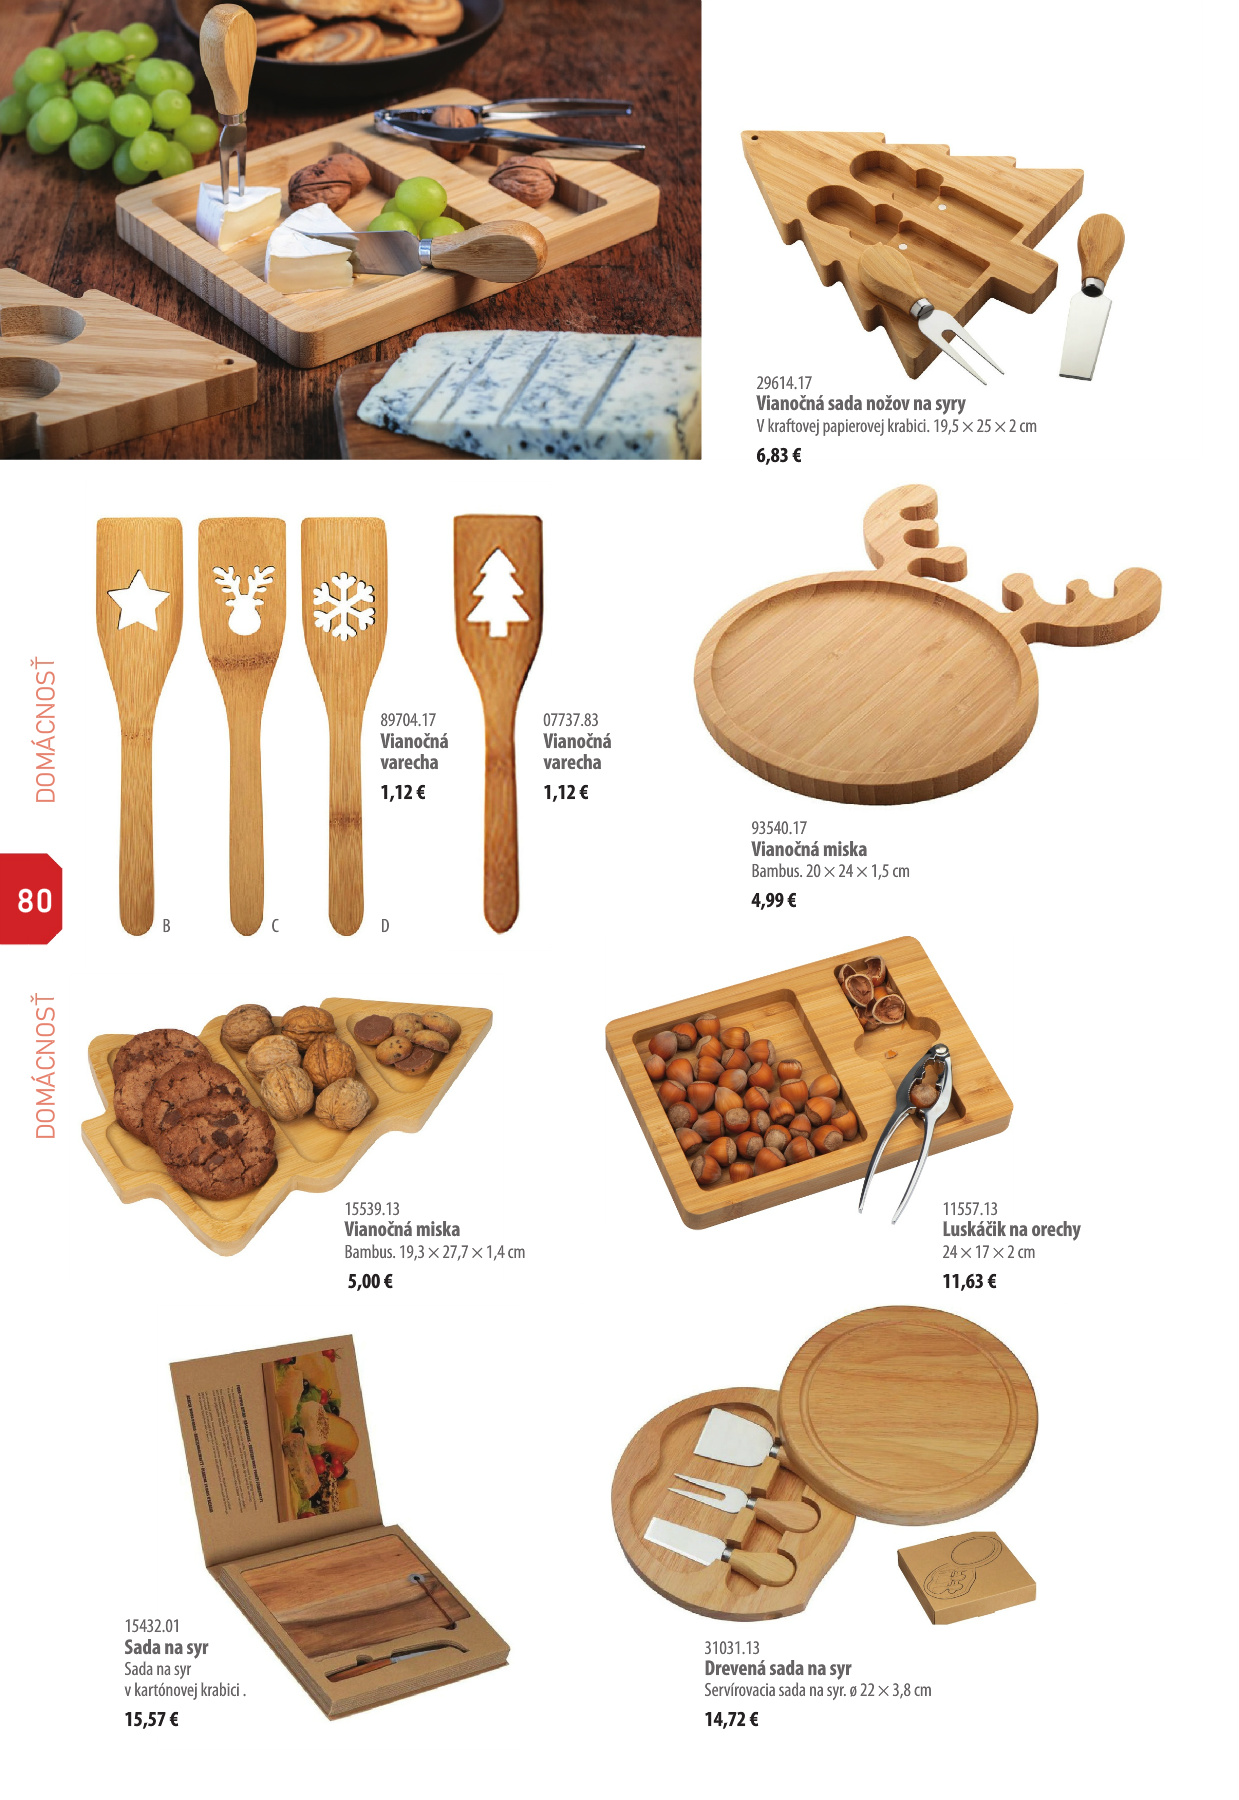 29614.17
Vianočná sada nožov na syry
V kraftovej papierovej krabici. 19,5 × 25 × 2 cm
6,83 €
DOMÁCNOSŤ
89704.17
Vianočná
varecha
1,12 €
07737.83
Vianočná
varecha
1,12 €
B
C
D
93540.17
Vianočná miska
Bambus. 20 × 24 × 1,5 cm
4,99 €
80
DOMÁCNOSŤ
15539.13
Vianočná miska
Bambus. 19,3 × 27,7 × 1,4 cm
5,00 €
11557.13
Luskáčik na orechy
24 × 17 × 2 cm
11,63 €
15432.01
Sada na syr
Sada na syr
v kartónovej krabici .
15,57 €
31031.13
Drevená sada na syr
Servírovacia sada na syr. ø 22 × 3,8 cm
14,72 €